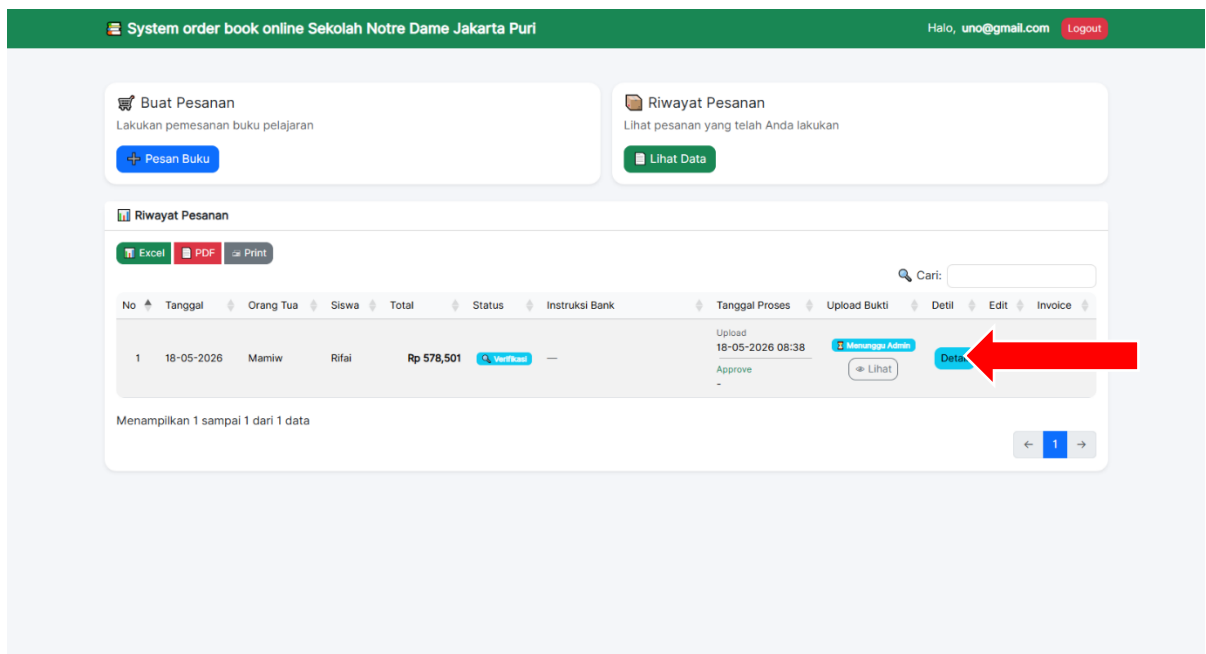 System order book online Sekolah Notre Dame Jakarta Puri
Halo, uno@gmail.com Logout
Buat Pesanan
Lakukan pemesanan buku pelajaran
Pesan Buku
Riwayat Pesanan
Lihat pesanan yang telah Anda lakukan
Lihat Data
Riwayat Pesanan
Excel PDF Print
Cari:
No Tanggal Orang Tua Siswa Total Status Instruksi Bank Tanggal Proses Upload Bukti Detil Edit Invoice
1 18-05-2026 Mamiw Rifai Rp 578,501 Verifikasi —
Upload
18-05-2026 08:38
Approve
-
Menunggu Admin
Lihat
Menampilkan 1 sampai 1 dari 1 data
← 1 →